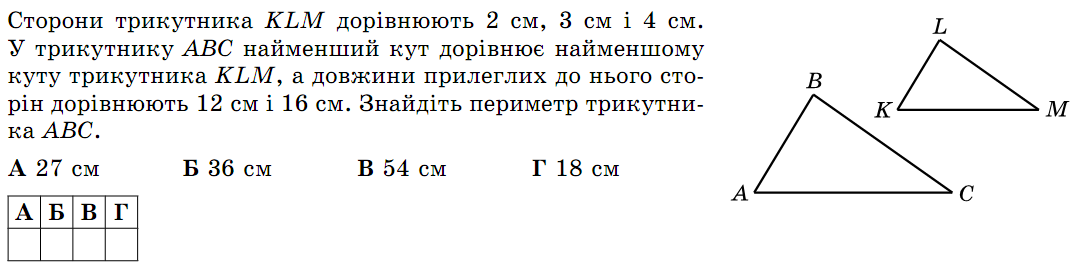 Сторони трикутника KLM дорівнюють 2 см, 3 см і 4 см.
У трикутнику ABC найменший кут дорівнює найменшому
куту трикутника KLM, а довжини прилеглих до нього сто-
рін дорівнюють 12 см і 16 см. Знайдіть периметр трикутни-
ка ABC.
А 27 см Б 36 см В 54 см Г 18 см
А Б В Г
L
B
K M
A C